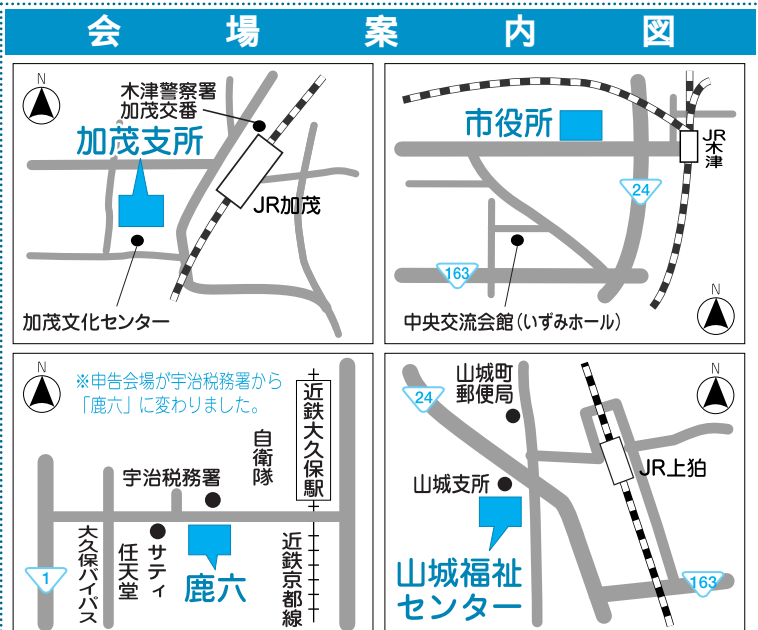 会場案内図
N
木津警察署
加茂交番
加茂支所
JR加茂
加茂文化センター
市役所
JR木津
24
163
中央交流会館（いずみホール）
N
N
※申告会場が宇治税務署から
「鹿六」に変わりました。
近鉄大久保駅
自衛隊
宇治税務署
大久保バイパス
任天堂
サティ
鹿六
近鉄京都線
1
24
山城町
郵便局
N
JR上狛
山城支所
山城福祉
センター
163